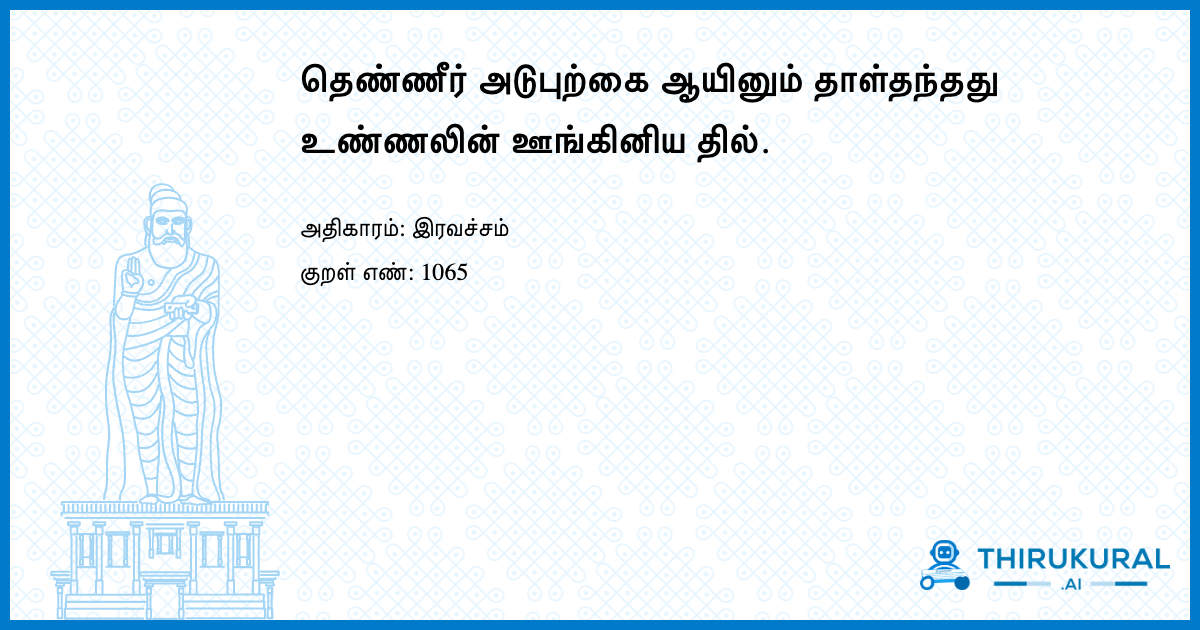 தெண்ணீர் அடுபுற்கை ஆயினும் தாள்தந்தது
உண்ணலின் ஊங்கினிய தில்.
அதிகாரம்: இரவச்சம்
குறள் எண்: 1065
THIRUKURAL
.AI